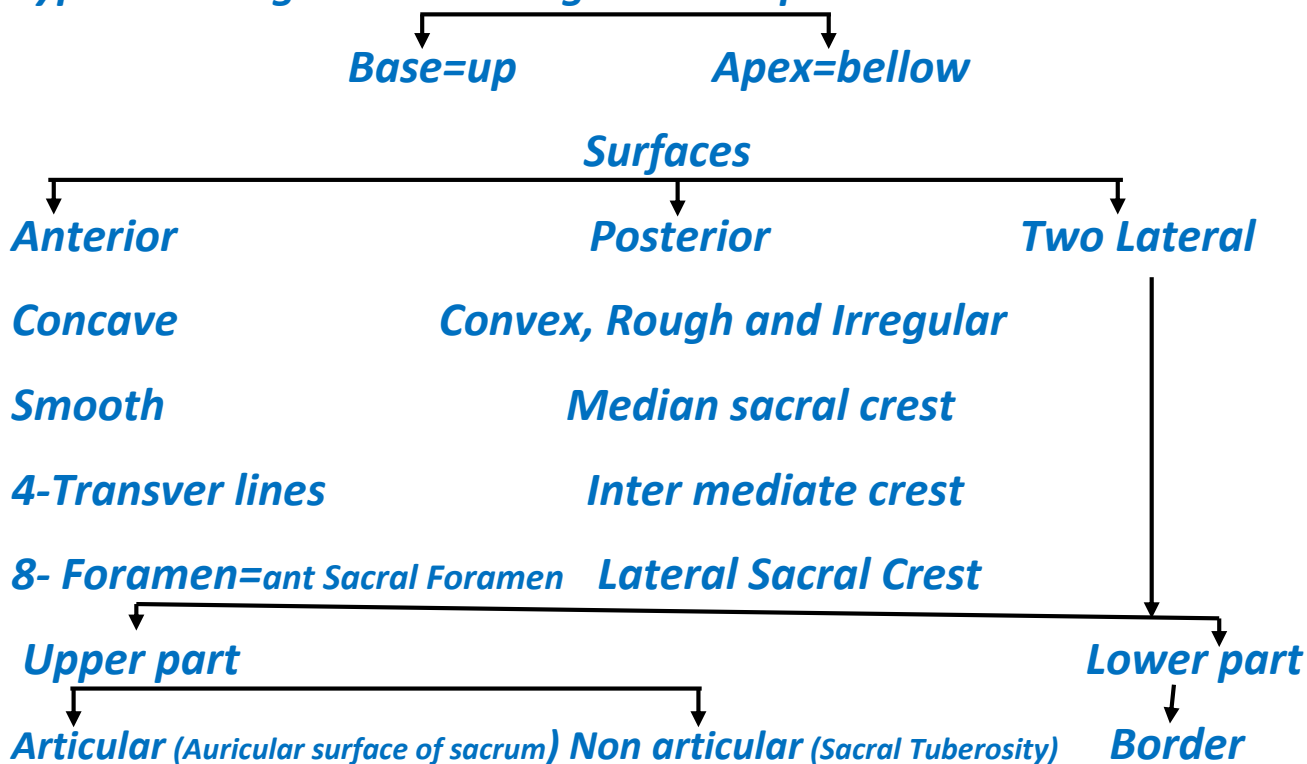 Base=up Apex=bellow
Surfaces
Anterior Posterior Two Lateral
Concave Convex, Rough and Irregular
Smooth Median sacral crest
4-Transver lines Inter mediate crest
8- Foramen=ant Sacral Foramen Lateral Sacral Crest
Upper part Lower part
Articular (Auricular surface of sacrum) Non articular (Sacral Tuberosity) Border